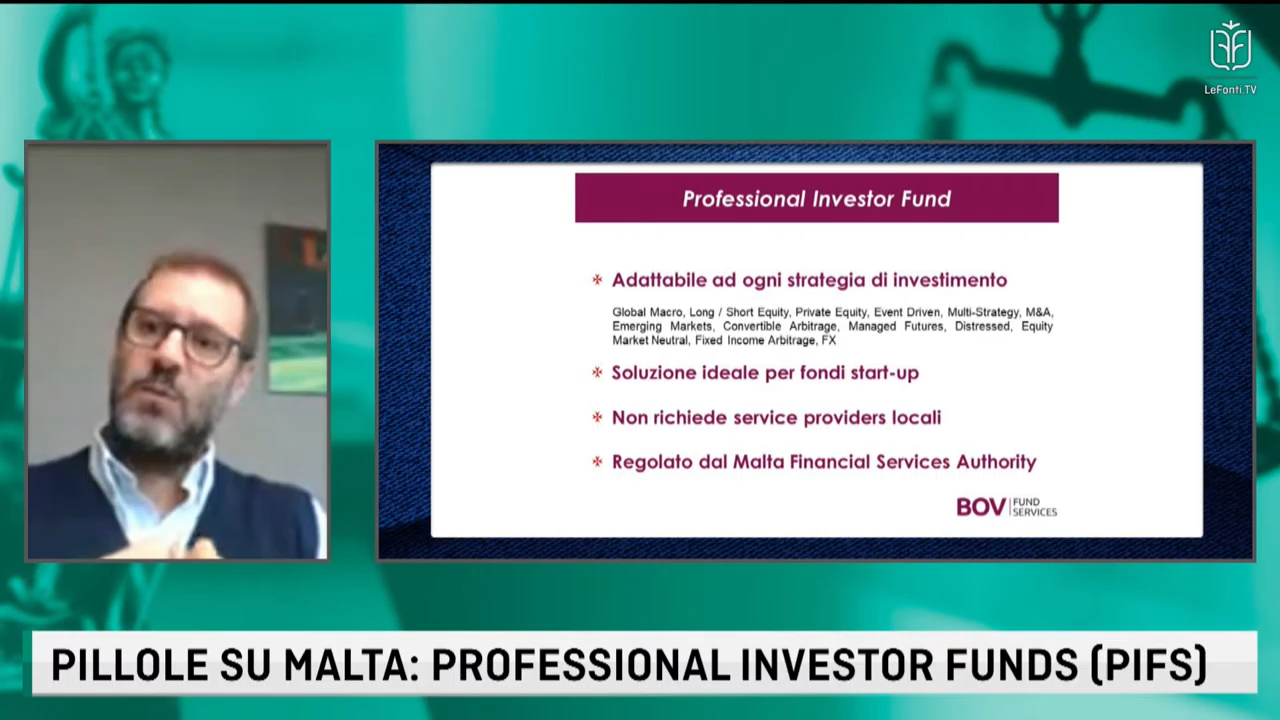 LeFonti.TV
Professional Investor Fund
Adattabile ad ogni strategia di investimento
Global Macro, Long / Short Equity, Private Equity, Event Driven, Multi-Strategy, M&A,
Emerging Markets, Convertible Arbitrage, Managed Futures, Distressed, Equity
Market Neutral, Fixed Income Arbitrage, FX
Soluzione ideale per fondi start-up
Non richiede service providers locali
Regolato dal Malta Financial Services Authority
BOV FUND
SERVICES
PILLOLE SU MALTA: PROFESSIONAL INVESTOR FUNDS (PIFS)